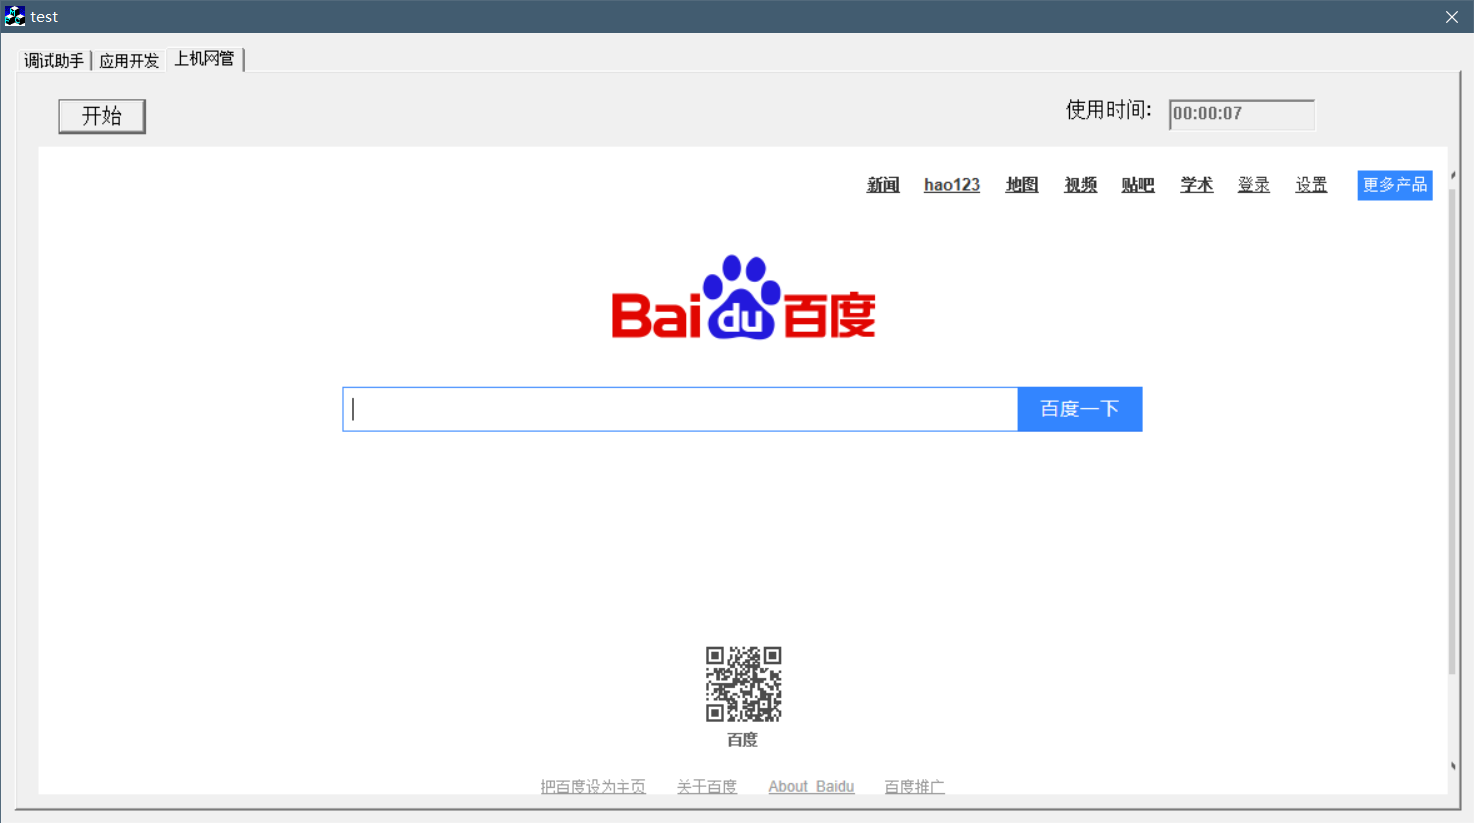 test
调试助手 应用开发 上机网管
开始 使用时间: 00:00:07
新闻 hao123 地图 视频 贴吧 学术 登录 设置 更多产品
Bai du 百度
百度一下
百度
把百度设为主页 关于百度 About Baidu 百度推广